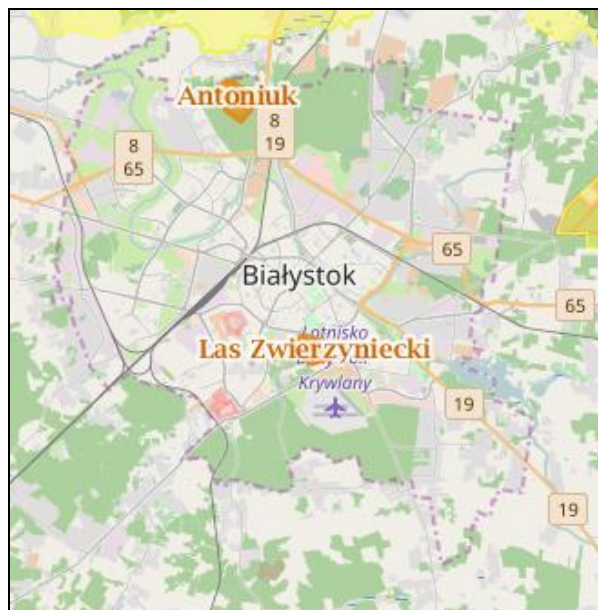 Antoniuk
8
19
8
65
65
Białystok
65
Lotnisko
Las Zwierzyniecki
Krywlany
19
19